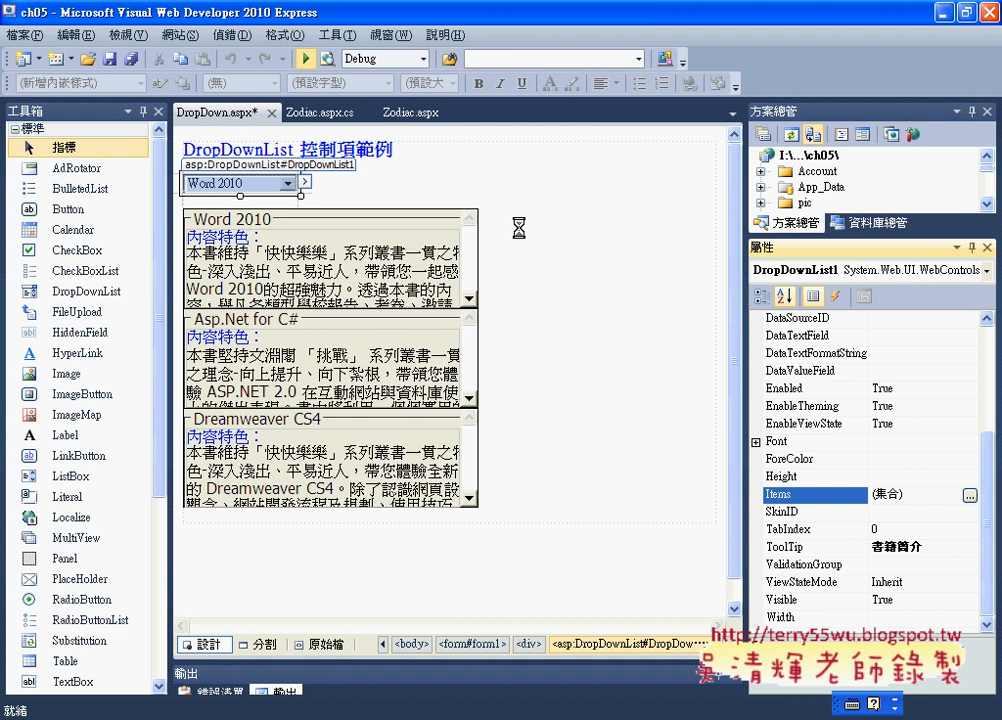 ch05 - Microsoft Visual Web Developer 2010 Express
檔案(F) 編輯(E) 檢視(V) 網站(S) 偵錯(D) 格式(O) 工具(T) 視窗(W) 說明(H)
Debug
(新增內嵌樣式) (無) (預設字型) (預設大 B I U A
工具箱
標準
指標
AdRotator
BulletedList
Button
Calendar
CheckBox
CheckBoxList
DropDownList
FileUpload
HiddenField
HyperLink
Image
ImageButton
ImageMap
Label
LinkButton
ListBox
Literal
Localize
MultiView
Panel
PlaceHolder
RadioButton
RadioButtonList
Substitution
Table
TextBox
DropDown.aspx* Zodiac.aspx.cs Zodiac.aspx
DropDownList 控制項範例
asp:DropDownList#DropDownList1
Word 2010
Word 2010
內容特色：
本書維持「快快樂樂」系列叢書一貫之特
色-深入淺出、平易近人，帶領您一起感
Word 2010的超強魅力。透過本書的內
Asp.Net for C#
內容特色：
本書堅持文淵閣 「挑戰」 系列叢書一貫
之理念-向上提升、向下紮根，帶領您體
驗 ASP.NET 2.0 在互動網站與資料庫使
Dreamweaver CS4
內容特色：
本書維持「快快樂樂」系列叢書一貫之特
色-深入淺出、平易近人，帶您體驗全新
的 Dreamweaver CS4。除了認識網頁設
設計 分割 原始檔 <body> <form#form1> <div> <asp:DropDownList#DropDow
輸出
錯誤清單 輸出
就緒
方案總管
I:\...\ch05\
Account
App_Data
pic
方案總管 資料庫總管
屬性
DropDownList1 System.Web.UI.WebControls
DataSourceID
DataTextField
DataTextFormatString
DataValueField
Enabled True
EnableTheming True
EnableViewState True
Font
ForeColor
Height
Items (集合) ...
SkinID
TabIndex 0
ToolTip 書籍簡介
ValidationGroup
ViewStateMode Inherit
Visible True
Width
http://terry55wu.blogspot.tw
吳清輝老師錄製